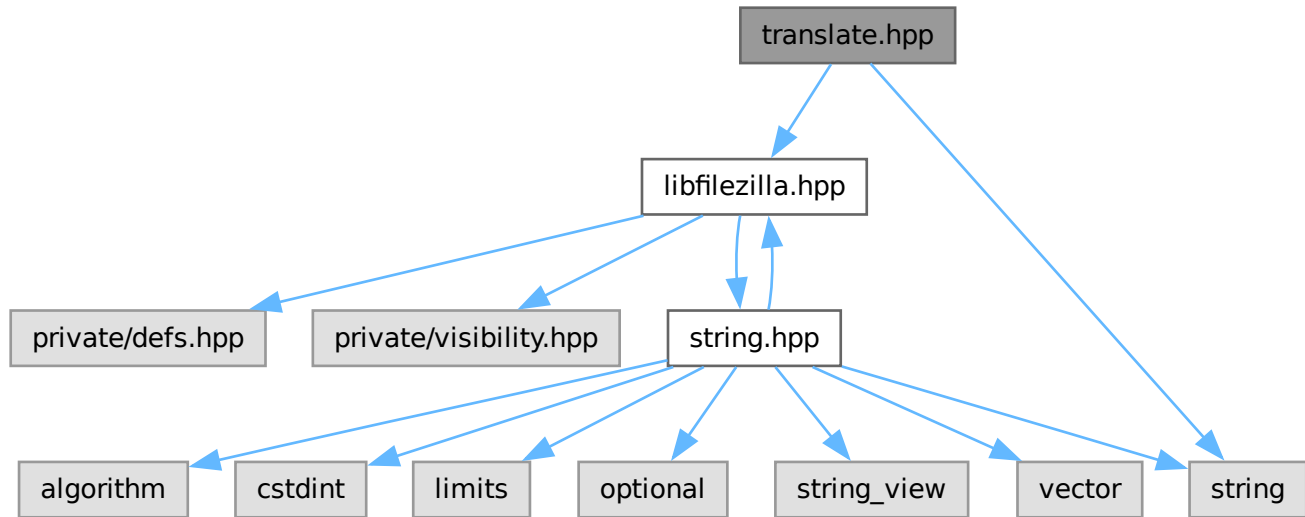 translate.hpp
libfilezilla.hpp
private/defs.hpp
private/visibility.hpp
string.hpp
algorithm
cstdint
limits
optional
string_view
vector
string